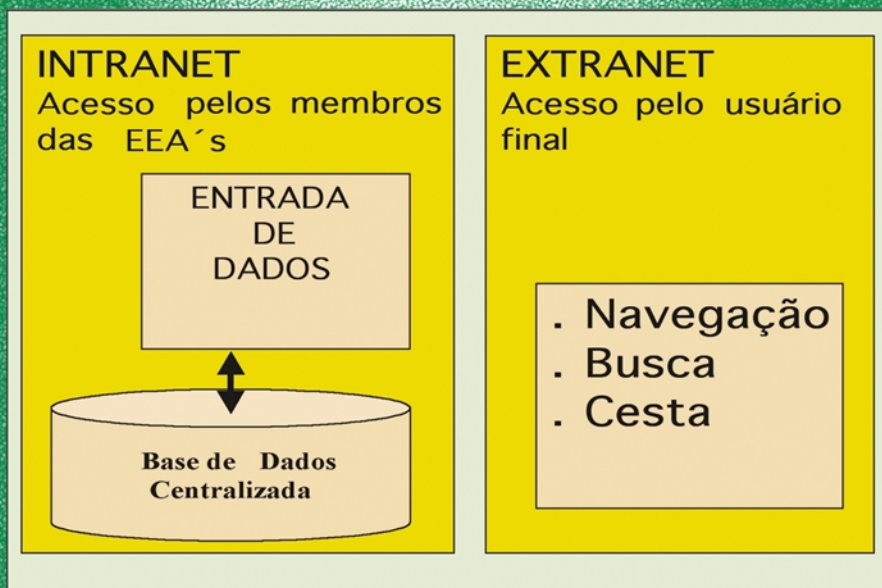 INTRANET
Acesso pelos membros
das EEA´s
ENTRADA
DE
DADOS
Base de Dados
Centralizada
EXTRANET
Acesso pelo usuário
final
. Navegação
. Busca
. Cesta